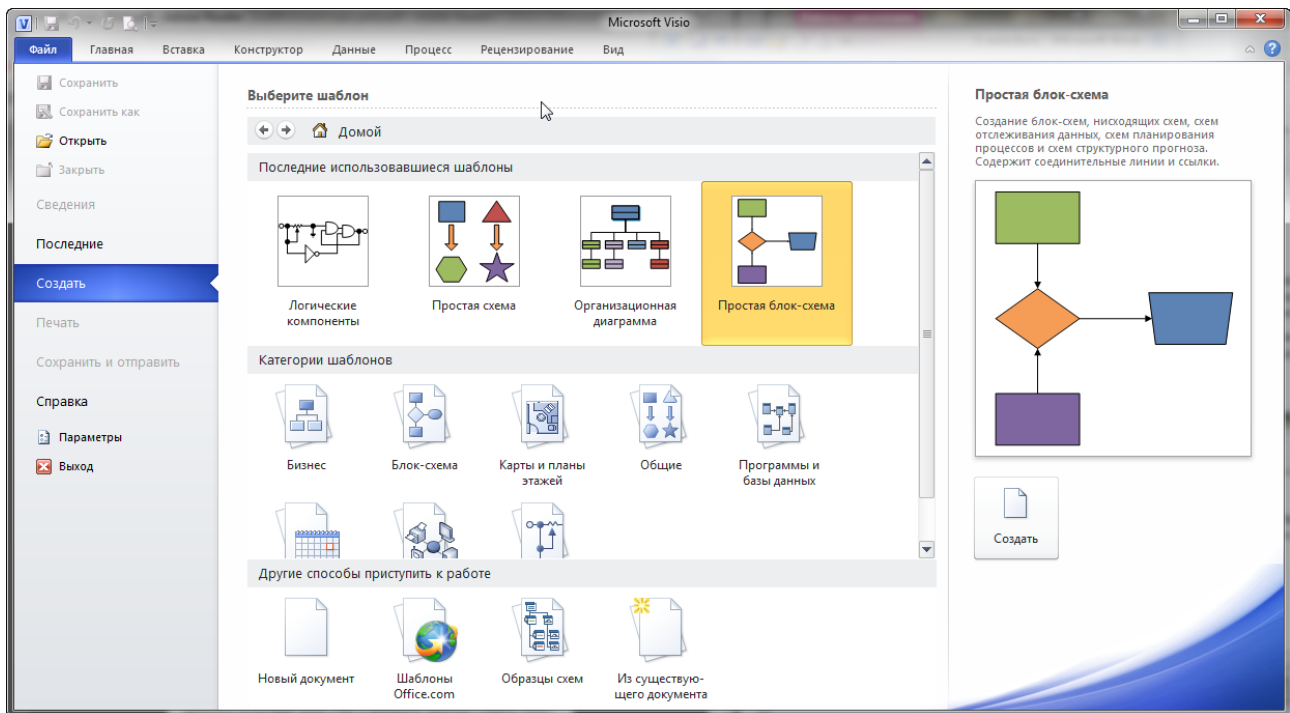 Microsoft Visio
Файл Главная Вставка Конструктор Данные Процесс Рецензирование Вид
Сохранить
Сохранить как
Открыть
Закрыть
Сведения
Последние
Создать
Печать
Сохранить и отправить
Справка
Параметры
Выход
Выберите шаблон
Домой
Последние использовавшиеся шаблоны
Логические
компоненты
Простая схема
Организационная
диаграмма
Простая блок-схема
Категории шаблонов
Бизнес
Блок-схема
Карты и планы
этажей
Общие
Программы и
базы данных
Другие способы приступить к работе
Новый документ
Шаблоны
Office.com
Образцы схем
Из существую-
щего документа
Простая блок-схема
Создание блок-схем, нисходящих схем, схем
отслеживания данных, схем планирования
процессов и схем структурного прогноза.
Содержит соединительные линии и ссылки.
Создать